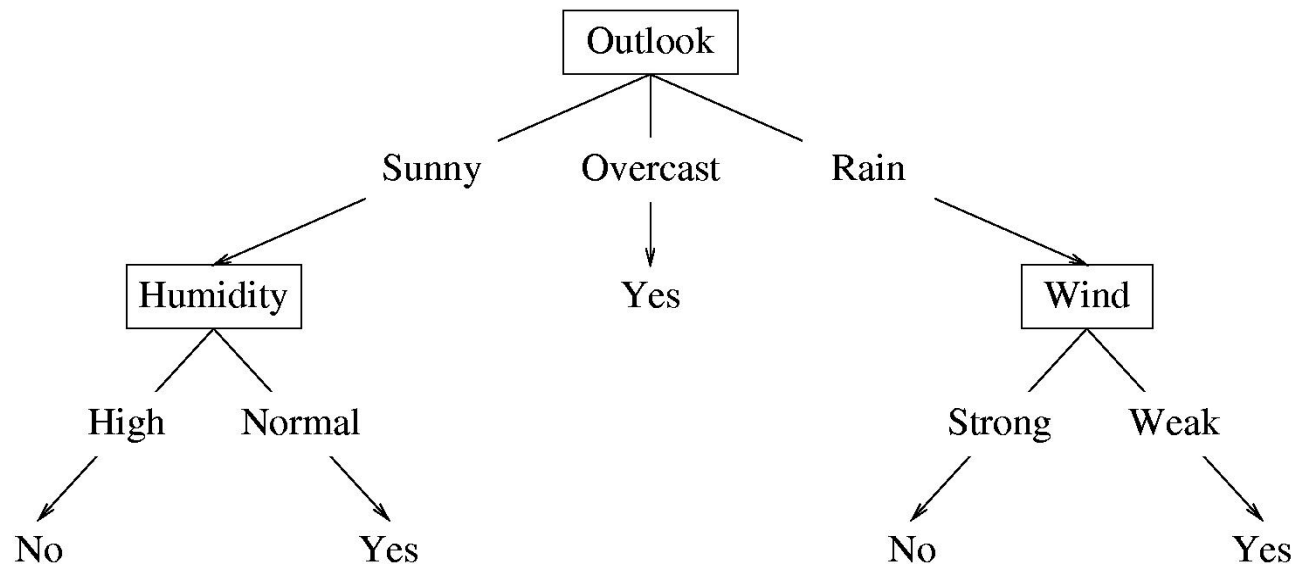 Outlook
Sunny Overcast Rain
Humidity Yes Wind
High Normal Strong Weak
No Yes No Yes